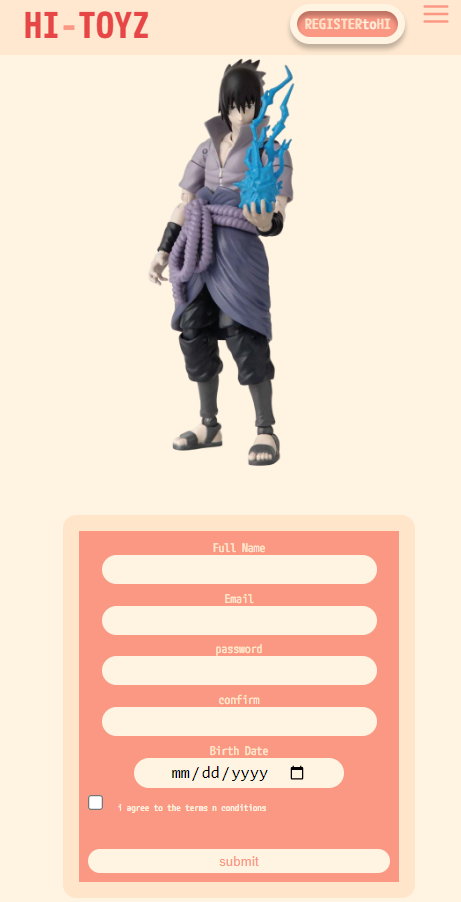 HI-TOYZ
REGISTERtoHI
Full Name
Email
password
confirm
Birth Date
mm/dd/yyyy
i agree to the terms n conditions
submit